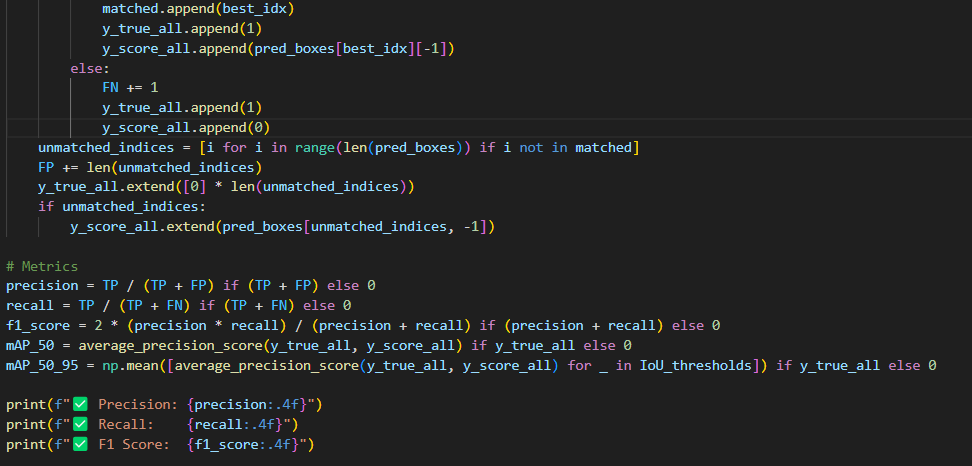 matched.append(best_idx)
y_true_all.append(1)
y_score_all.append(pred_boxes[best_idx][-1])
else:
FN += 1
y_true_all.append(1)
y_score_all.append(0)
unmatched_indices = [i for i in range(len(pred_boxes)) if i not in matched]
FP += len(unmatched_indices)
y_true_all.extend([0] * len(unmatched_indices))
if unmatched_indices:
y_score_all.extend(pred_boxes[unmatched_indices, -1])
# Metrics
precision = TP / (TP + FP) if (TP + FP) else 0
recall = TP / (TP + FN) if (TP + FN) else 0
f1_score = 2 * (precision * recall) / (precision + recall) if (precision + recall) else 0
mAP_50 = average_precision_score(y_true_all, y_score_all) if y_true_all else 0
mAP_50_95 = np.mean([average_precision_score(y_true_all, y_score_all) for _ in IoU_thresholds]) if y_true_all else 0
print(f"✅ Precision: {precision:.4f}")
print(f"✅ Recall:    {recall:.4f}")
print(f"✅ F1 Score:  {f1_score:.4f}")